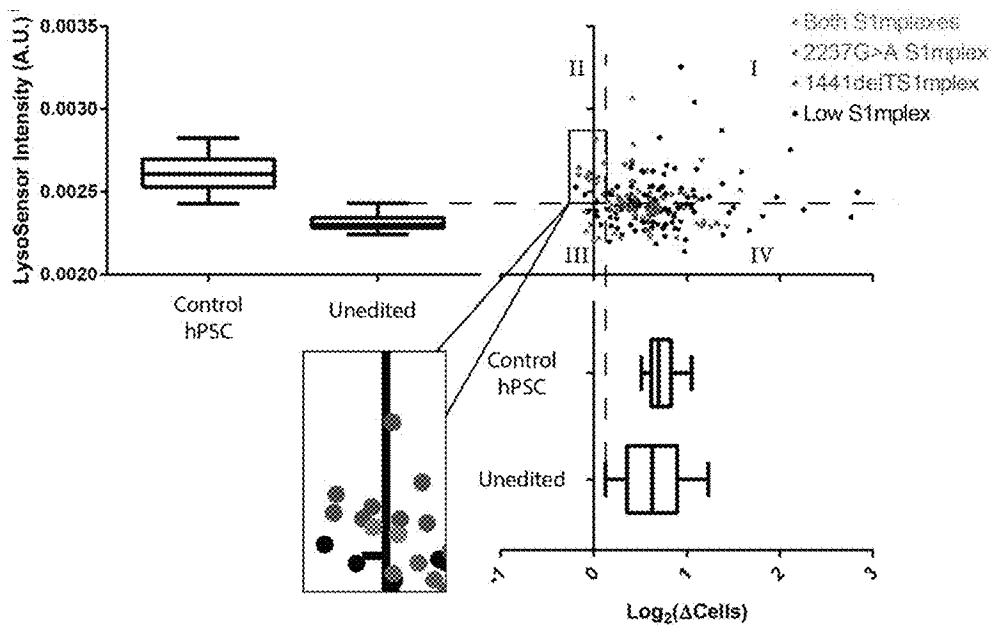 LysoSensor Intensity (A.U.)
0.0035
0.0030
0.0025
0.0020
Control
hPSC
Unedited
II
I
III
IV
Both S1mplexes
2237G>A S1mplex
1441delTS1mplex
Low S1mplex
Control
hPSC
Unedited
-1
0
1
2
3
Log2(ΔCells)